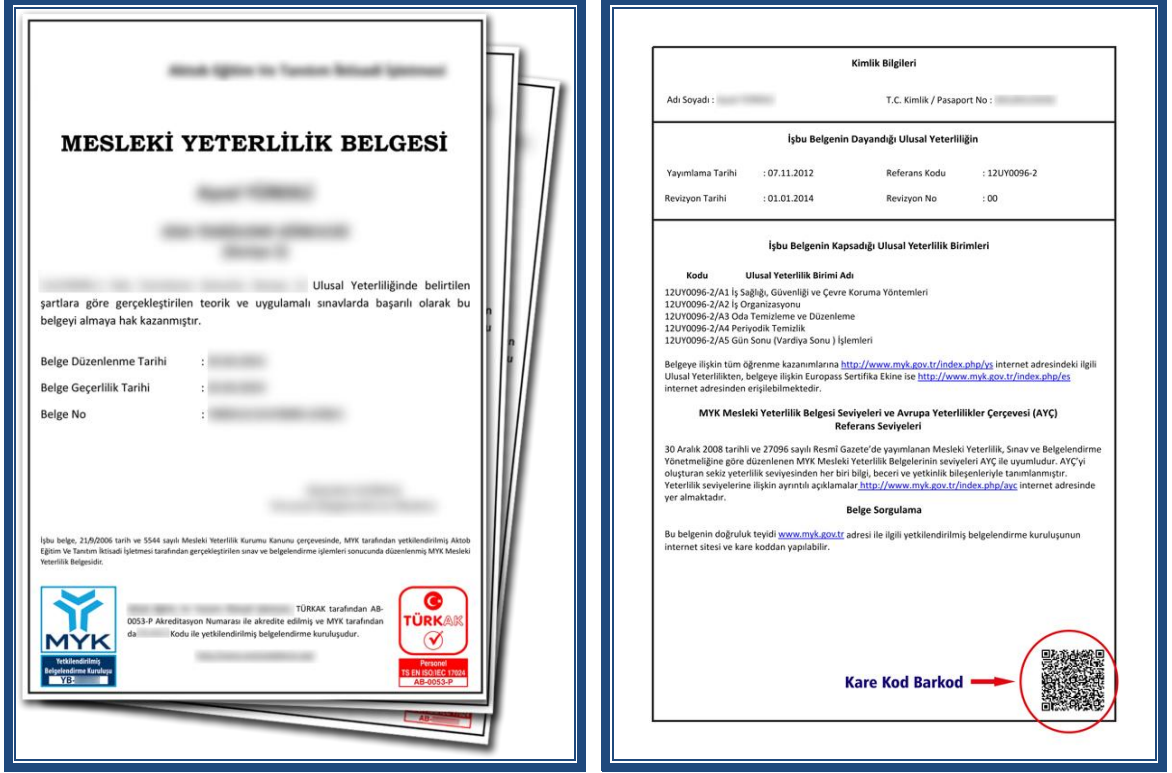 MESLEKİ YETERLİLİK BELGESİ
Ulusal Yeterliliğinde belirtilen
şartlara göre gerçekleştirilen teorik ve uygulamalı sınavlarda başarılı olarak bu
belgeyi almaya hak kazanmıştır.
Belge Düzenlenme Tarihi :
Belge Geçerlilik Tarihi :
Belge No :
İşbu belge, 21/9/2006 tarih ve 5544 sayılı Mesleki Yeterlilik Kurumu Kanunu çerçevesinde, MYK tarafından yetkilendirilmiş Aktob
Eğitim Ve Tanıtım İktisadi İşletmesi tarafından gerçekleştirilen sınav ve belgelendirme işlemleri sonucunda düzenlenmiş MYK Mesleki
Yeterlilik Belgesidir.
MYK
Yetkilendirilmiş
Belgelendirme Kuruluşu
YB-
TÜRKAK tarafından AB-
0053-P Akreditasyon Numarası ile akredite edilmiş ve MYK tarafından
da Kodu ile yetkilendirilmiş belgelendirme kuruluşudur.
TÜRKAK
Personel
TS EN ISO/IEC 17024
AB-0053-P
AB-
Kimlik Bilgileri
Adı Soyadı : T.C. Kimlik / Pasaport No :
İşbu Belgenin Dayandığı Ulusal Yeterliliğin
Yayımlama Tarihi : 07.11.2012 Referans Kodu : 12UY0096-2
Revizyon Tarihi : 01.01.2014 Revizyon No : 00
İşbu Belgenin Kapsadığı Ulusal Yeterlilik Birimleri
Kodu Ulusal Yeterlilik Birimi Adı
12UY0096-2/A1 İş Sağlığı, Güvenliği ve Çevre Koruma Yöntemleri
12UY0096-2/A2 İş Organizasyonu
12UY0096-2/A3 Oda Temizleme ve Düzenleme
12UY0096-2/A4 Periyodik Temizlik
12UY0096-2/A5 Gün Sonu (Vardiya Sonu ) İşlemleri
Belgeye ilişkin tüm öğrenme kazanımlarına http://www.myk.gov.tr/index.php/ys internet adresindeki ilgili
Ulusal Yeterlilikten, belgeye ilişkin Europass Sertifika Ekine ise http://www.myk.gov.tr/index.php/es
internet adresinden erişilebilmektedir.
MYK Mesleki Yeterlilik Belgesi Seviyeleri ve Avrupa Yeterlilikler Çerçevesi (AYÇ)
Referans Seviyeleri
30 Aralık 2008 tarihli ve 27096 sayılı Resmî Gazete'de yayımlanan Mesleki Yeterlilik, Sınav ve Belgelendirme
Yönetmeliğine göre düzenlenen MYK Mesleki Yeterlilik Belgelerinin seviyeleri AYÇ ile uyumludur. AYÇ'yi
oluşturan sekiz yeterlilik seviyesinden her biri bilgi, beceri ve yetkinlik bileşenleriyle tanımlanmıştır.
Yeterlilik seviyelerine ilişkin ayrıntılı açıklamalar http://www.myk.gov.tr/index.php/ayc internet adresinde
yer almaktadır.
Belge Sorgulama
Bu belgenin doğruluk teyidi www.myk.gov.tr adresi ile ilgili yetkilendirilmiş belgelendirme kuruluşunun
internet sitesi ve kare koddan yapılabilir.
Kare Kod Barkod